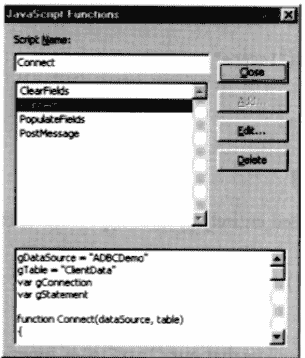 JavaScript Functions
Script Name:
Connect
Close
ClearFields
Add
PopulateFields
Edit...
PostMessage
Delete
gDataSource = "ADBCDemo"
gTable = "ClientData"
var gConnection
var gStatement
function Connect(dataSource, table)
{